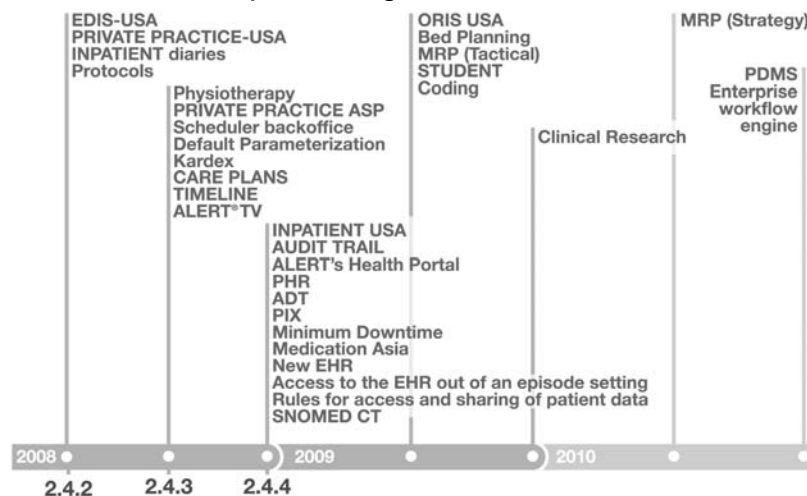 EDIS-USA
PRIVATE PRACTICE-USA
INPATIENT diaries
Protocols
Physiotherapy
PRIVATE PRACTICE ASP
Scheduler backoffice
Default Parameterization
Kardex
CARE PLANS
TIMELINE
ALERT®TV
INPATIENT USA
AUDIT TRAIL
ALERT's Health Portal
PHR
ADT
PIX
Minimum Downtime
Medication Asia
New EHR
Access to the EHR out of an episode setting
Rules for access and sharing of patient data
SNOMED CT
ORIS USA
Bed Planning
MRP (Tactical)
STUDENT
Coding
Clinical Research
MRP (Strategy)
PDMS
Enterprise
workflow
engine
2008
2009
2010
2.4.2
2.4.3
2.4.4